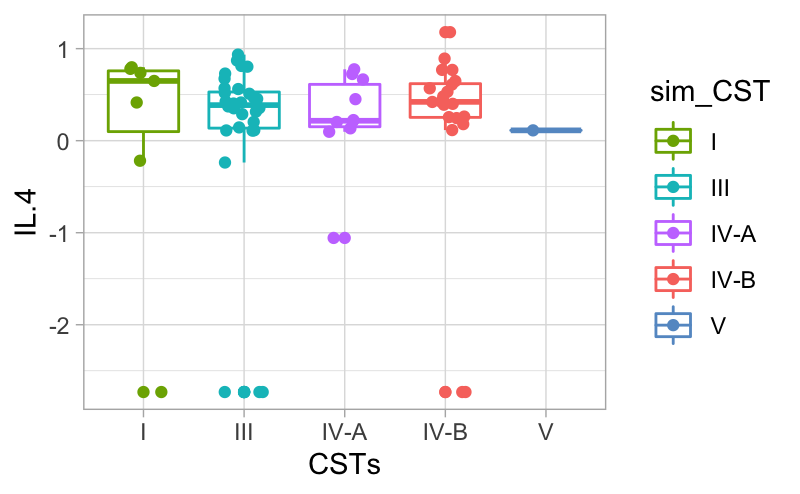 1
0
-1
-2
IL.4
I
III
IV-A
IV-B
V
CSTs
sim_CST
I
III
IV-A
IV-B
V